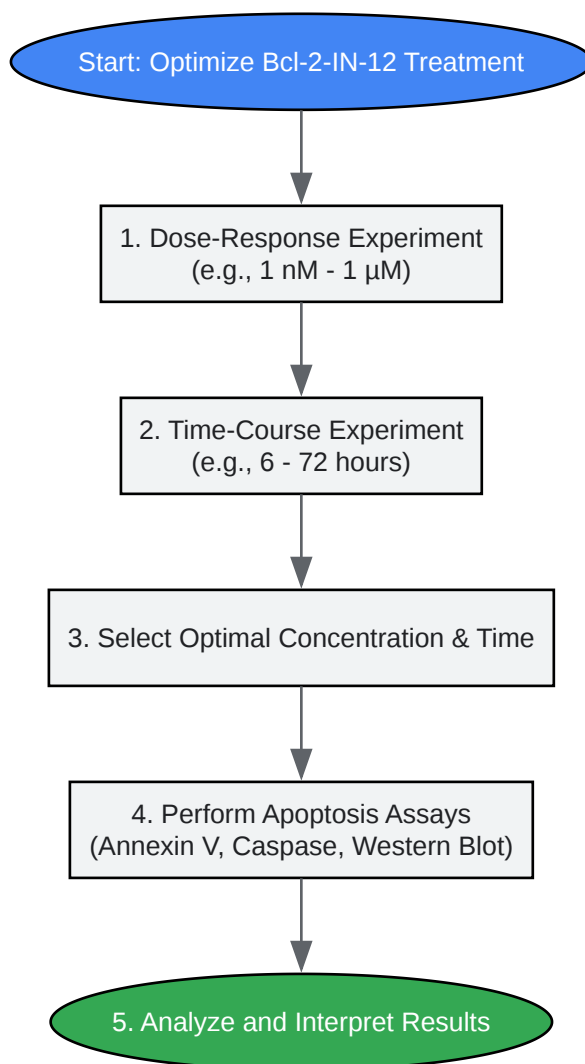 Start: Optimize Bcl-2-IN-12 Treatment
1. Dose-Response Experiment
(e.g., 1 nM - 1 µM)
2. Time-Course Experiment
(e.g., 6 - 72 hours)
3. Select Optimal Concentration & Time
4. Perform Apoptosis Assays
(Annexin V, Caspase, Western Blot)
5. Analyze and Interpret Results